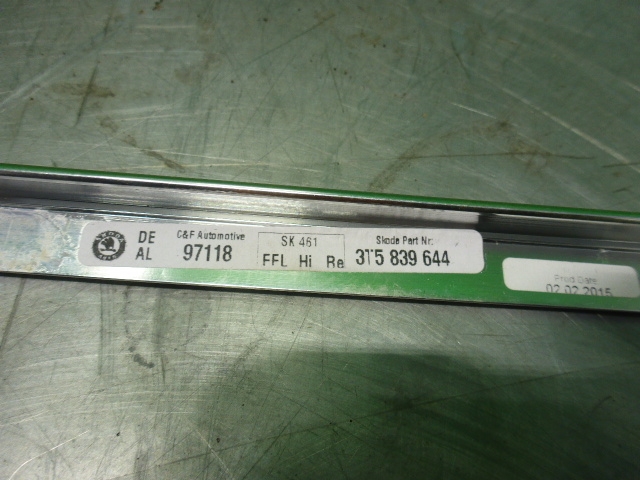 DE
AL
C&F Automotive
97118
SK 461
FFL Hi Re
Skoda Part Nr:
3T5 839 644
Prod Date
02.02.2015